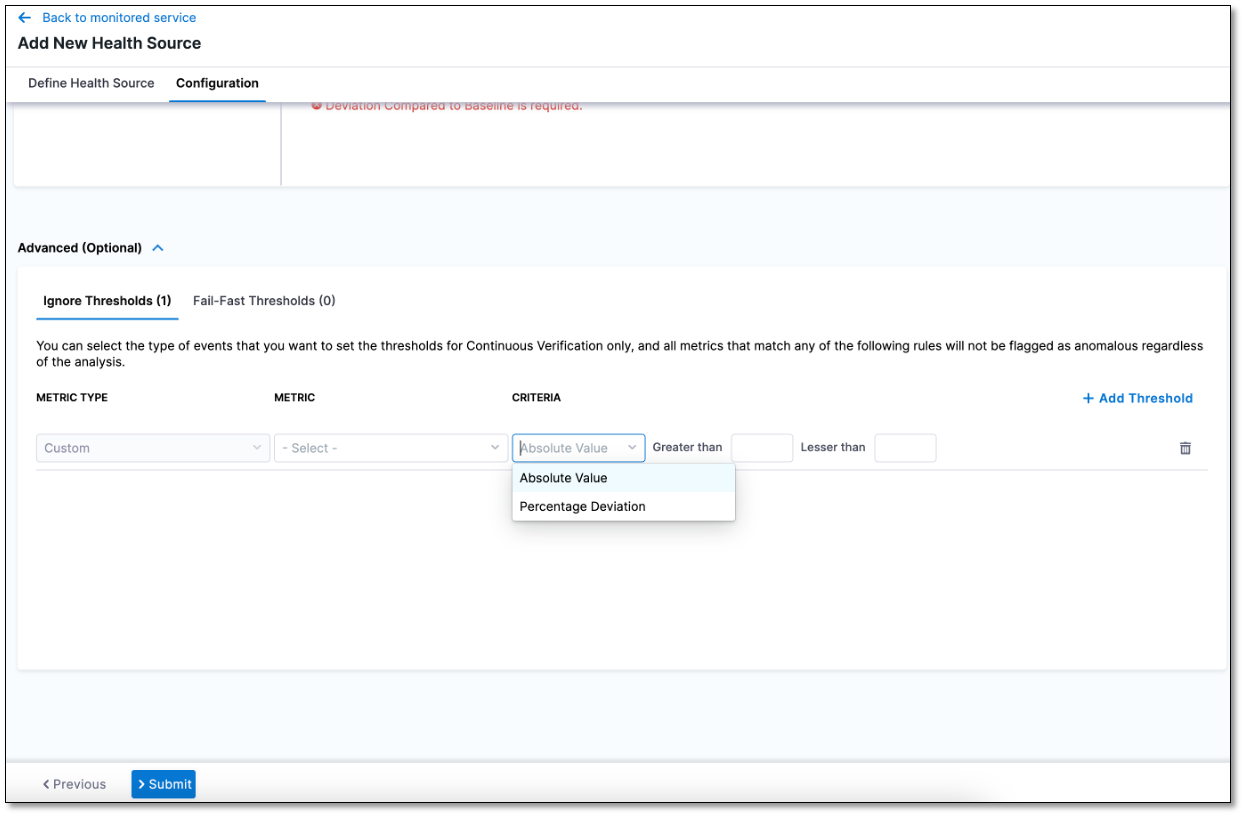 Back to monitored service
Add New Health Source
Define Health Source Configuration
Deviation Compared to Baseline is required.
Advanced (Optional)
Ignore Thresholds (1) Fail-Fast Thresholds (0)
You can select the type of events that you want to set the thresholds for Continuous Verification only, and all metrics that match any of the following rules will not be flagged as anomalous regardless
of the analysis.
METRIC TYPE METRIC CRITERIA + Add Threshold
Custom - Select - Absolute Value Greater than Lesser than
Absolute Value
Percentage Deviation
Previous Submit